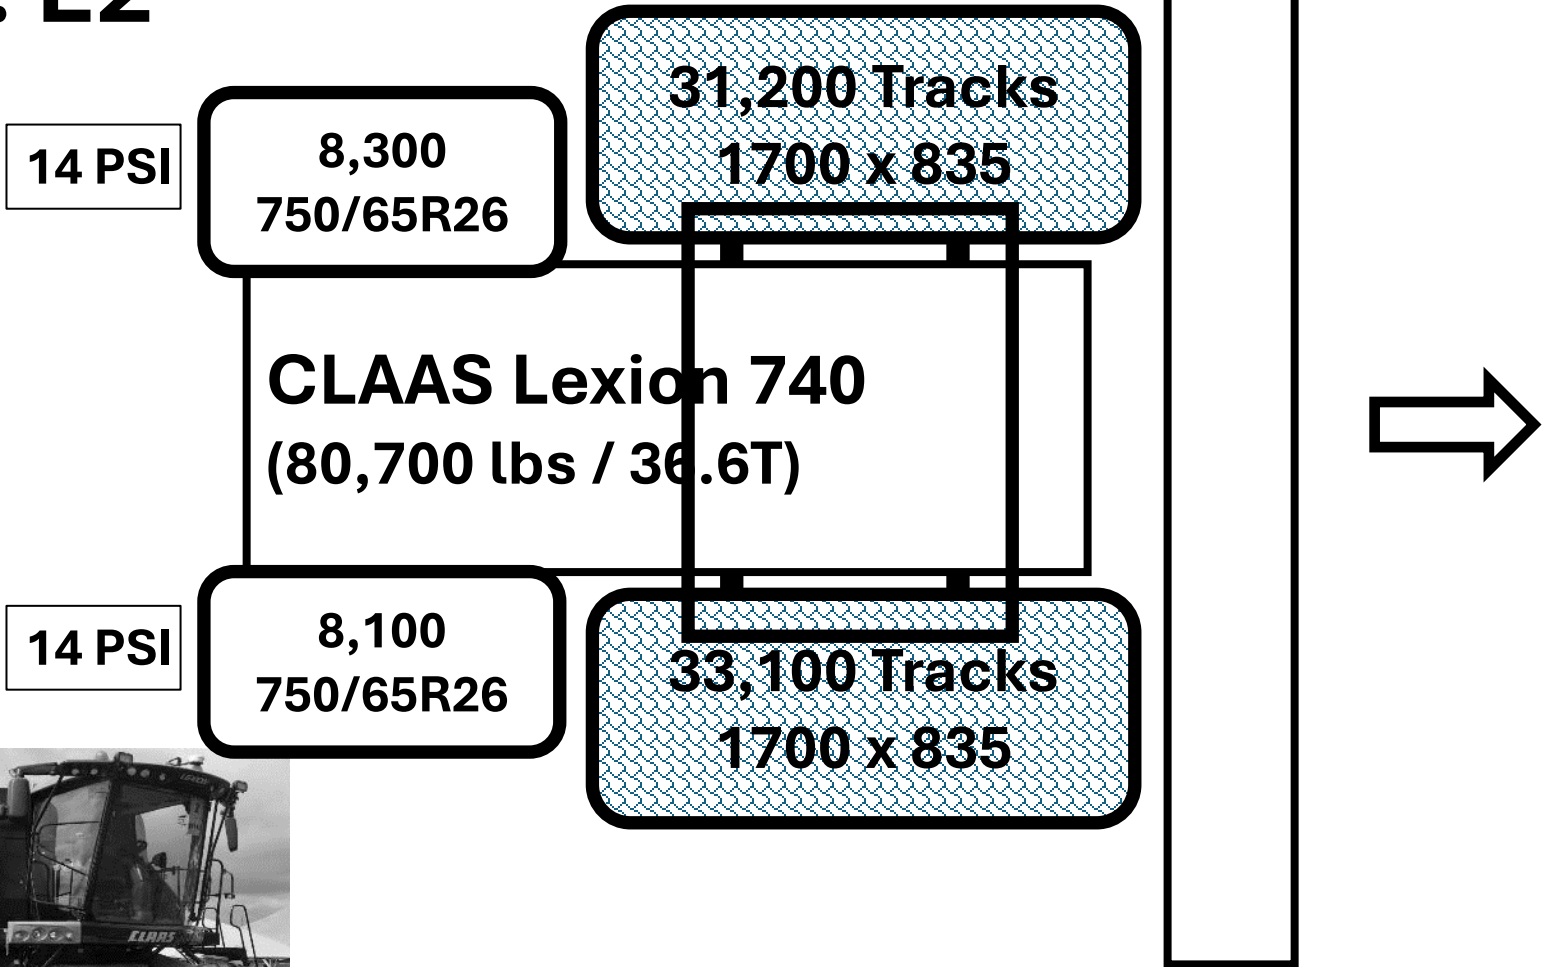 31,200 Tracks
1700 x 835
14 PSI
8,300
750/65R26
CLAAS Lexion 740
(80,700 lbs / 36.6T)
14 PSI
8,100
750/65R26
33,100 Tracks
1700 x 835
CLAAS